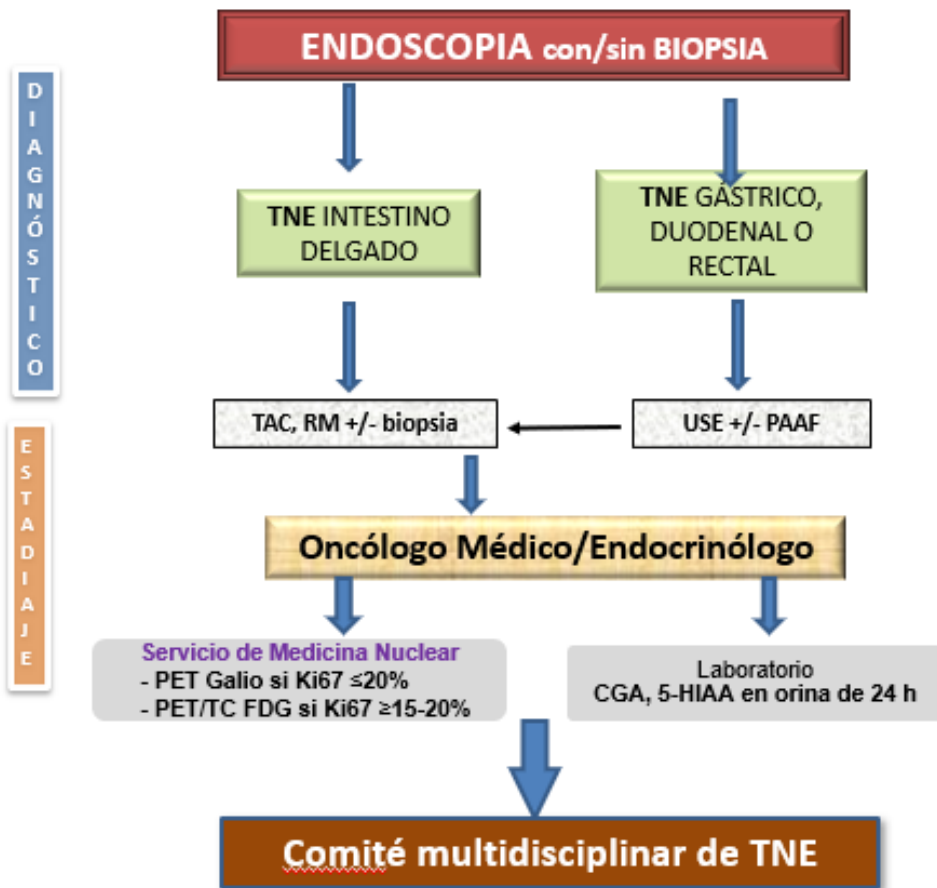 ENDOSCOPIA con/sin BIOPSIA
DIAGNÓSTICO
TNE INTESTINO
DELGADO
TNE GÁSTRICO,
DUODENAL O
RECTAL
TAC, RM +/- biopsia
USE +/- PAAF
ESTADIAJE
Oncólogo Médico/Endocrinólogo
Servicio de Medicina Nuclear
- PET Galio si Ki67 ≤20%
- PET/TC FDG si Ki67 ≥15-20%
Laboratorio
CGA, 5-HIAA en orina de 24 h
Comité multidisciplinar de TNE